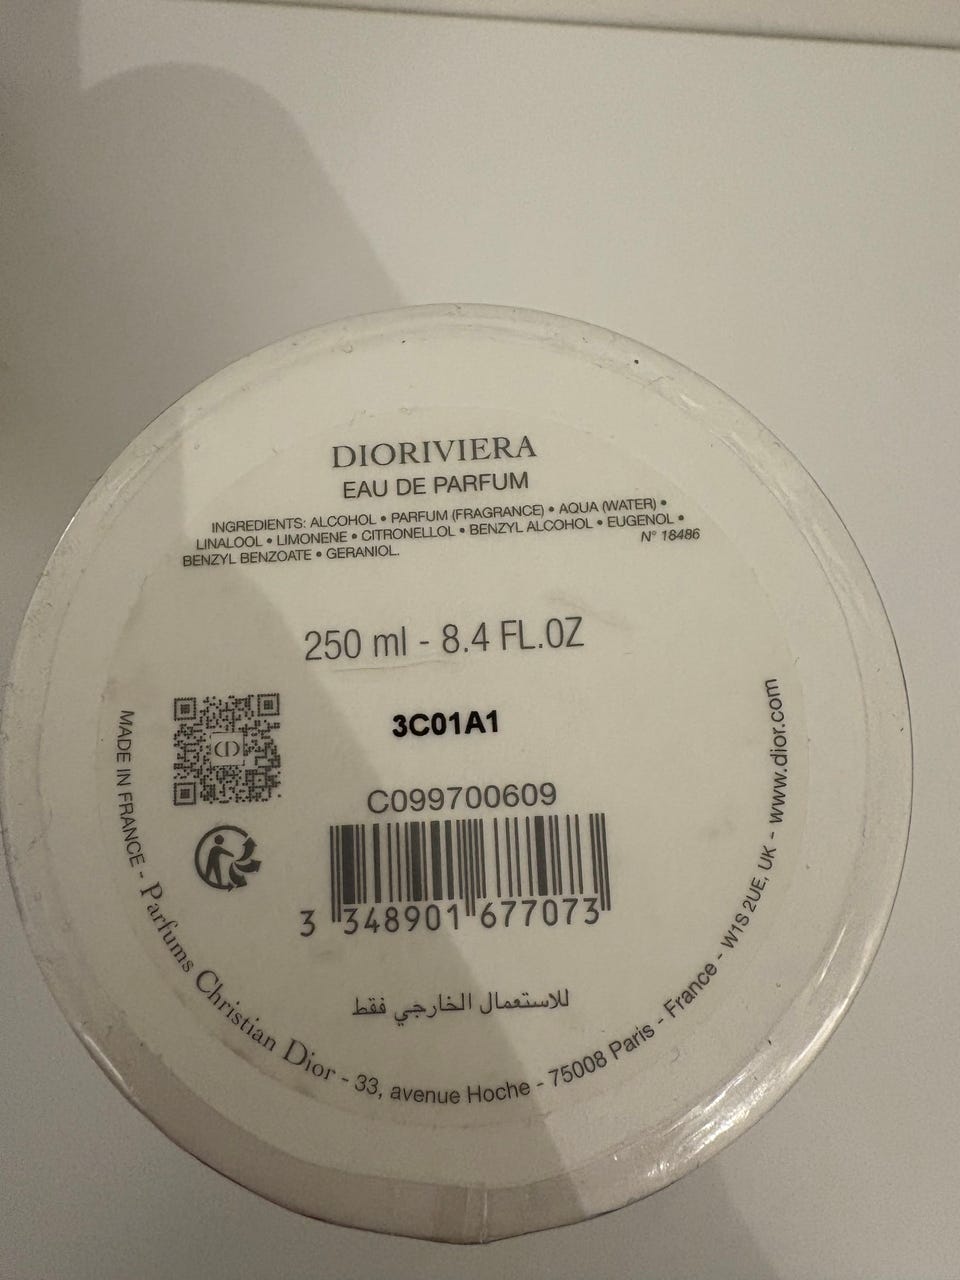 DIORIVIERA
EAU DE PARFUM
INGREDIENTS: ALCOHOL • PARFUM (FRAGRANCE) • AQUA (WATER) •
LINALOOL • LIMONENE • CITRONELLOL • BENZYL ALCOHOL • EUGENOL •
BENZYL BENZOATE • GERANIOL.
N° 18486
250 ml - 8.4 FL.OZ
3C01A1
CD
C099700609
3 348901 677073
للاستعمال الخارجي فقط
MADE IN FRANCE - Parfums Christian Dior - 33, avenue Hoche - 75008 Paris - France - W1S 2UE, UK - www.dior.com